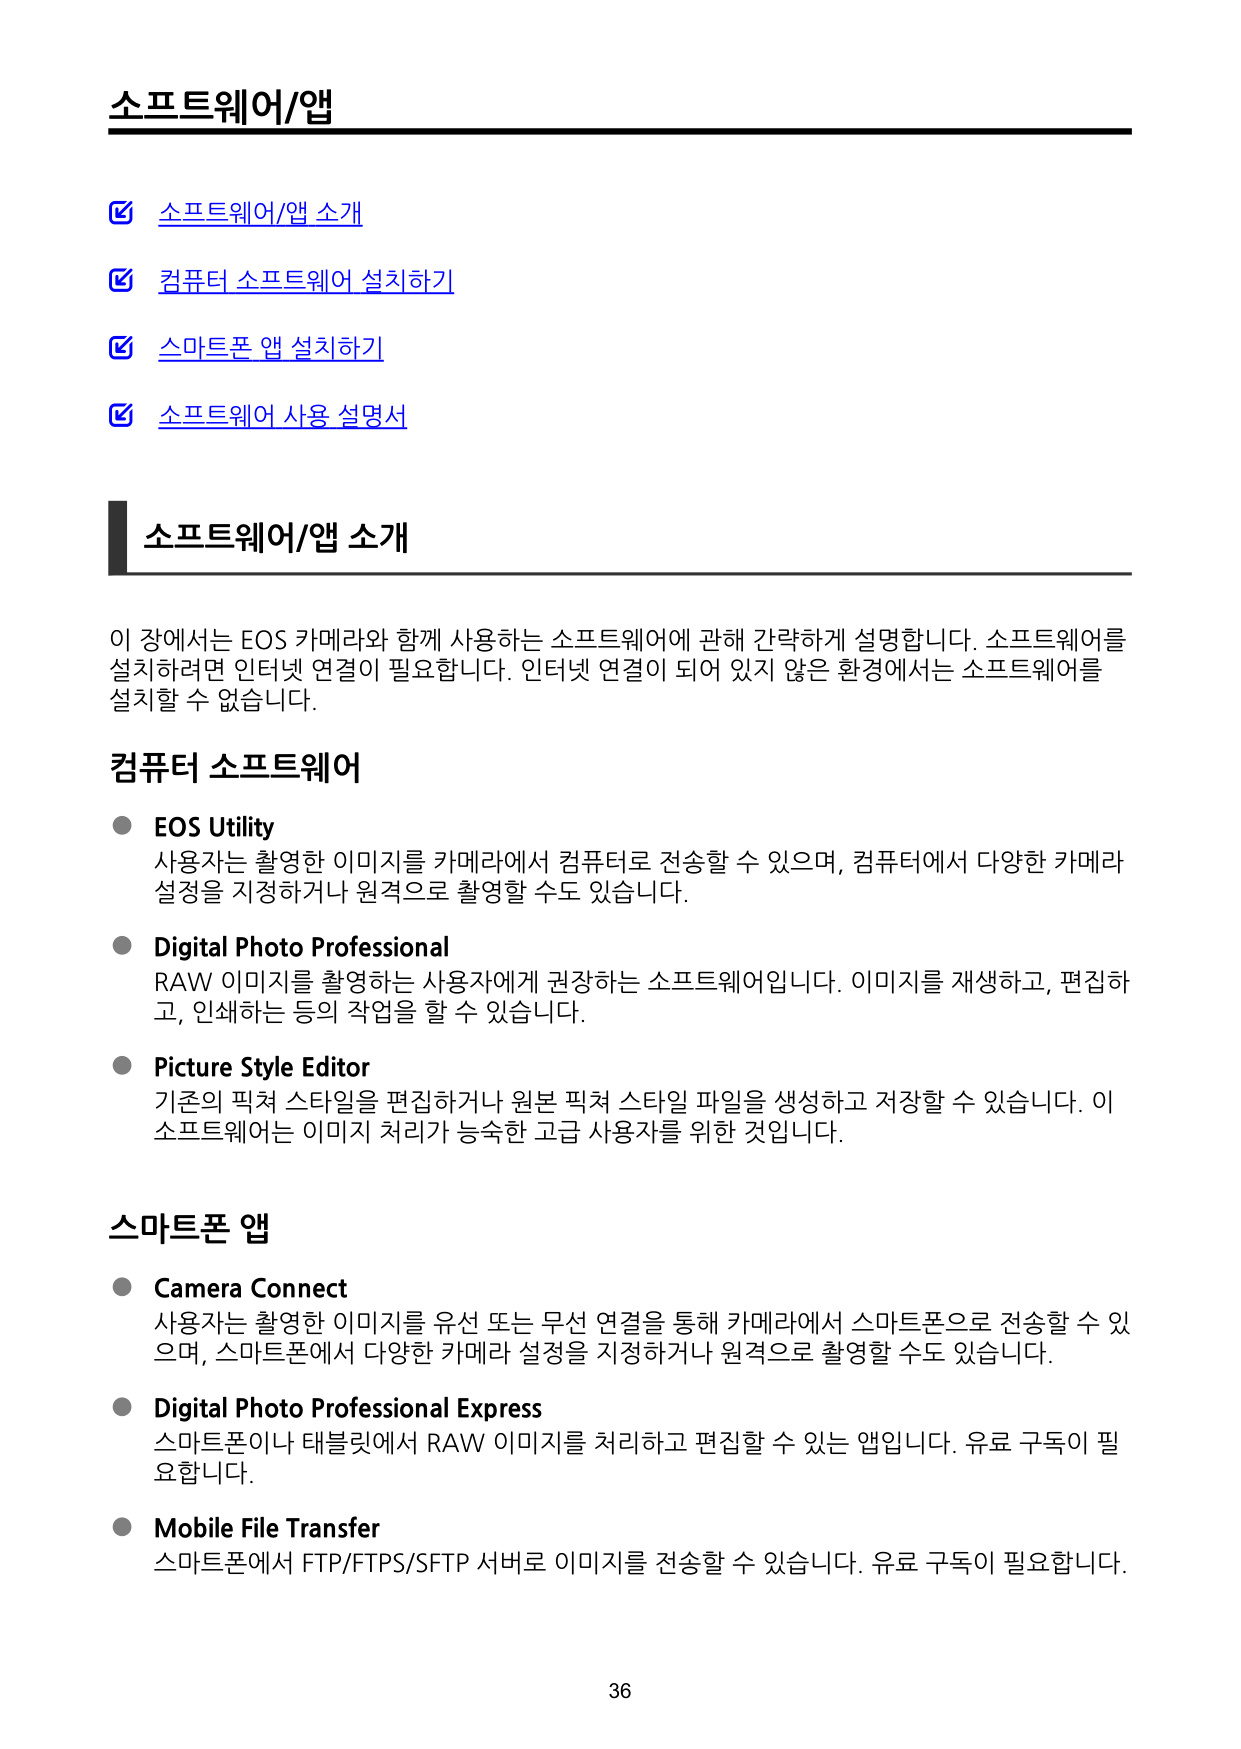 소프트웨어/앱
소프트웨어/앱 소개
컴퓨터 소프트웨어 설치하기
스마트폰 앱 설치하기
소프트웨어 사용 설명서
소프트웨어/앱 소개
이 장에서는 EOS 카메라와 함께 사용하는 소프트웨어에 관해 간략하게 설명합니다. 소프트웨어를
설치하려면 인터넷 연결이 필요합니다. 인터넷 연결이 되어 있지 않은 환경에서는 소프트웨어를
설치할 수 없습니다.
컴퓨터 소프트웨어
● EOS Utility
사용자는 촬영한 이미지를 카메라에서 컴퓨터로 전송할 수 있으며, 컴퓨터에서 다양한 카메라
설정을 지정하거나 원격으로 촬영할 수도 있습니다.
● Digital Photo Professional
RAW 이미지를 촬영하는 사용자에게 권장하는 소프트웨어입니다. 이미지를 재생하고, 편집하
고, 인쇄하는 등의 작업을 할 수 있습니다.
● Picture Style Editor
기존의 픽쳐 스타일을 편집하거나 원본 픽쳐 스타일 파일을 생성하고 저장할 수 있습니다. 이
소프트웨어는 이미지 처리가 능숙한 고급 사용자를 위한 것입니다.
스마트폰 앱
● Camera Connect
사용자는 촬영한 이미지를 유선 또는 무선 연결을 통해 카메라에서 스마트폰으로 전송할 수 있
으며, 스마트폰에서 다양한 카메라 설정을 지정하거나 원격으로 촬영할 수도 있습니다.
● Digital Photo Professional Express
스마트폰이나 태블릿에서 RAW 이미지를 처리하고 편집할 수 있는 앱입니다. 유료 구독이 필
요합니다.
● Mobile File Transfer
스마트폰에서 FTP/FTPS/SFTP 서버로 이미지를 전송할 수 있습니다. 유료 구독이 필요합니다.
36